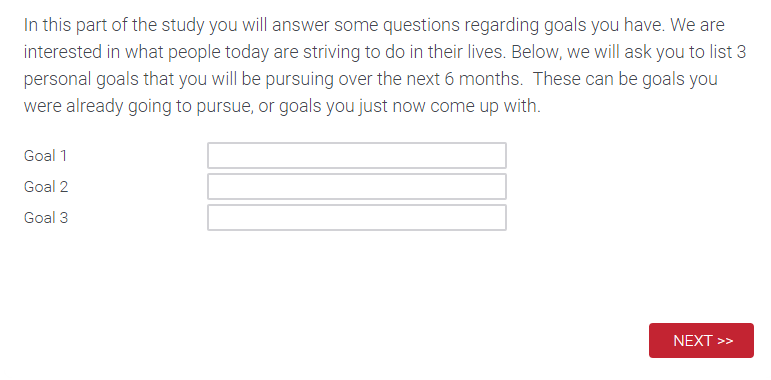 In this part of the study you will answer some questions regarding goals you have. We are
interested in what people today are striving to do in their lives. Below, we will ask you to list 3
personal goals that you will be pursuing over the next 6 months.  These can be goals you
were already going to pursue, or goals you just now come up with.
Goal 1
Goal 2
Goal 3
NEXT >>